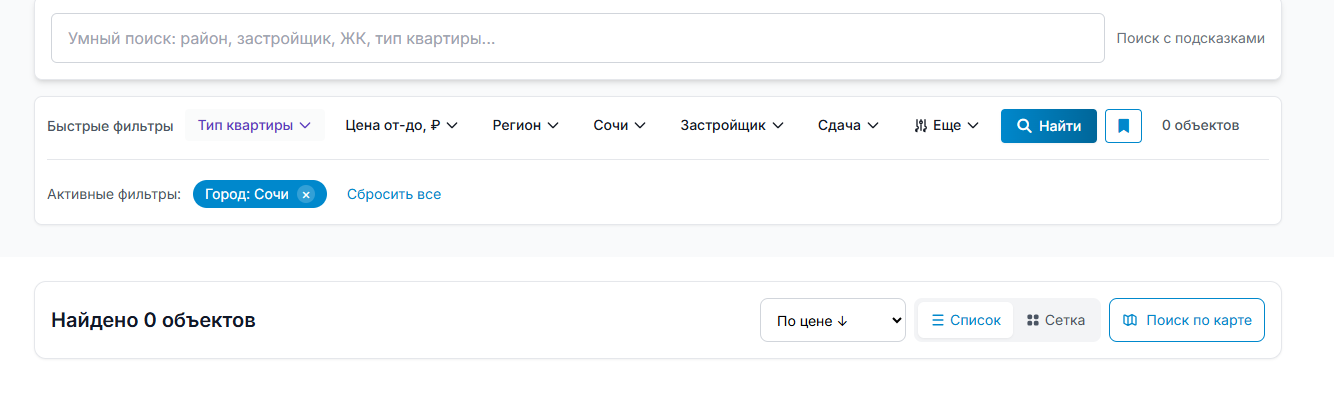 Умный поиск: район, застройщик, ЖК, тип квартиры... Поиск с подсказками
Быстрые фильтры Тип квартиры Цена от-до, ₽ Регион Сочи Застройщик Сдача Еще Найти 0 объектов
Активные фильтры: Город: Сочи × Сбросить все
Найдено 0 объектов По цене ↓ Список Сетка Поиск по карте